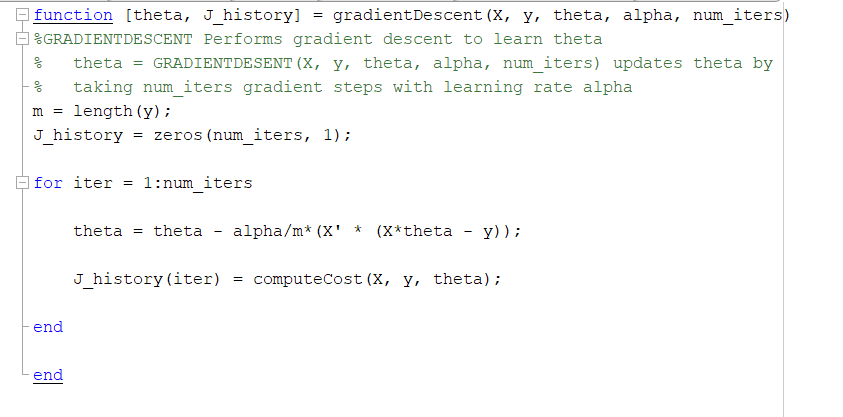 function [theta, J_history] = gradientDescent(X, y, theta, alpha, num_iters)
%GRADIENTDESCENT Performs gradient descent to learn theta
%   theta = GRADIENTDESENT(X, y, theta, alpha, num_iters) updates theta by
%   taking num_iters gradient steps with learning rate alpha
m = length(y);
J_history = zeros(num_iters, 1);
for iter = 1:num_iters
    theta = theta - alpha/m*(X' * (X*theta - y));
    J_history(iter) = computeCost(X, y, theta);
end
end